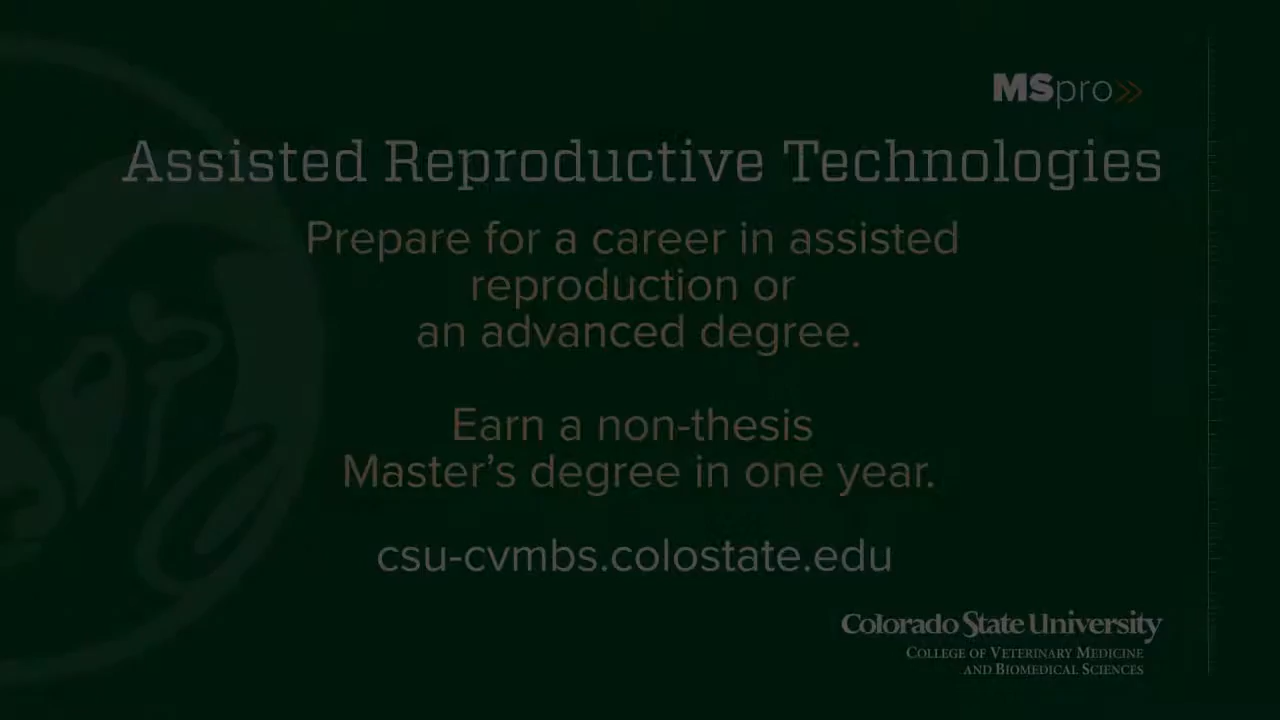 MSpro»
Assisted Reproductive Technologies
Prepare for a career in assisted
reproduction or
an advanced degree.
Earn a non-thesis
Master’s degree in one year.
csu-cvmbs.colostate.edu
Colorado State University
College of Veterinary Medicine
and Biomedical Sciences